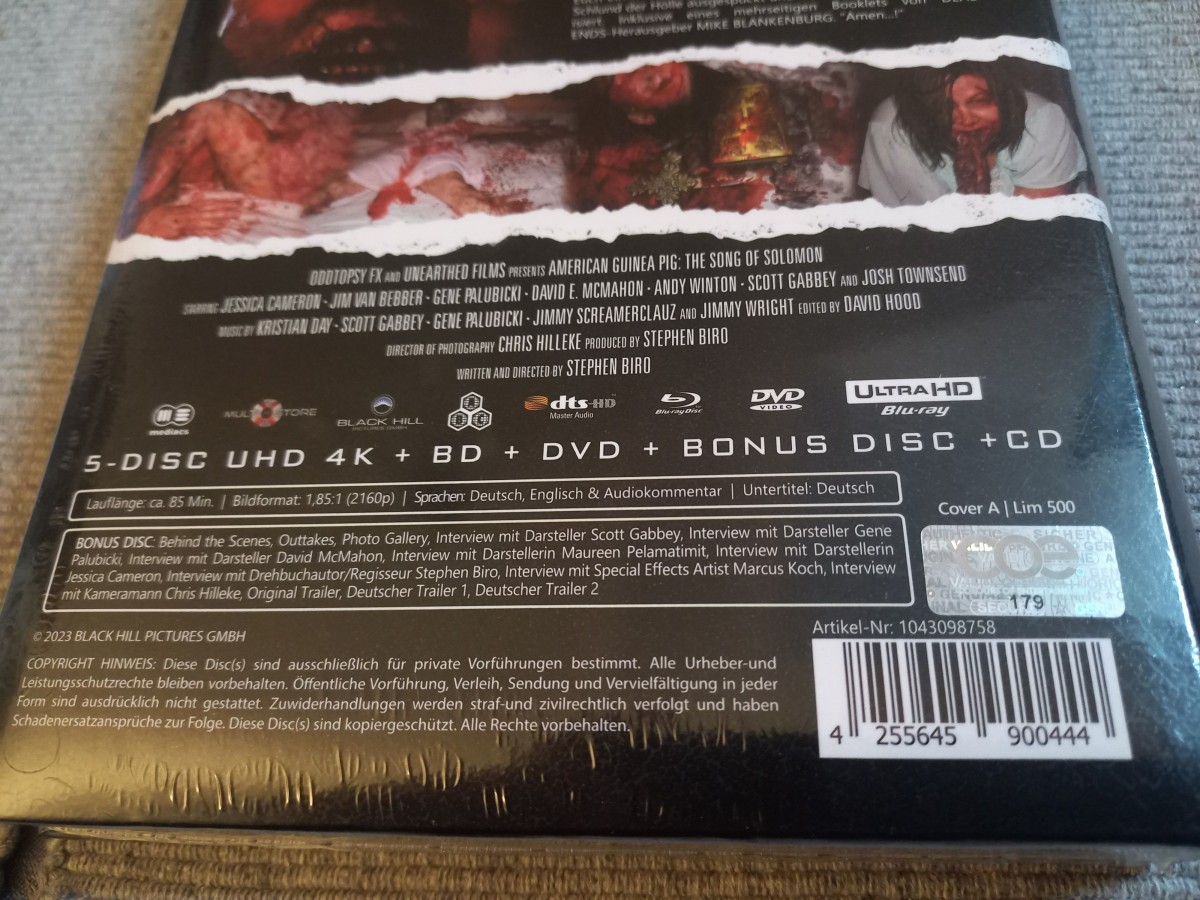 Schlund der Hölle ausgespuckt
wert. Inklusive eines mehrseitigen Booklets von
ENDS-Herausgeber MIKE BLANKENBURG. "Amen...!"
ODDTOPSY FX AND UNEARTHED FILMS PRESENTS AMERICAN GUINEA PIG: THE SONG OF SOLOMON
STARRING JESSICA CAMERON · JIM VAN BEBBER · GENE PALUBICKI · DAVID E. MCMAHON · ANDY WINTON · SCOTT GABBEY AND JOSH TOWNSEND
MUSIC BY KRISTIAN DAY · SCOTT GABBEY · GENE PALUBICKI · JIMMY SCREAMERCLAUZ AND JIMMY WRIGHT EDITED BY DAVID HOOD
DIRECTOR OF PHOTOGRAPHY CHRIS HILLEKE PRODUCED BY STEPHEN BIRO
WRITTEN AND DIRECTED BY STEPHEN BIRO
mediacs
MULTI STORE
BLACK HILL
PICTURES GMBH
dts-HD
Master Audio
Blu-ray Disc
DVD
VIDEO
ULTRA HD
Blu-ray
5-DISC UHD 4K + BD + DVD + BONUS DISC +CD
Lauflänge: ca. 85 Min. | Bildformat: 1,85:1 (2160p) | Sprachen: Deutsch, Englisch & Audiokommentar | Untertitel: Deutsch
BONUS DISC: Behind the Scenes, Outtakes, Photo Gallery, Interview mit Darsteller Scott Gabbey, Interview mit Darsteller Gene
Palubicki, Interview mit Darsteller David McMahon, Interview mit Darstellerin Maureen Pelamatimit, Interview mit Darstellerin
Jessica Cameron, Interview mit Drehbuchautor/Regisseur Stephen Biro, Interview mit Special Effects Artist Marcus Koch, Interview
mit Kameramann Chris Hilleke, Original Trailer, Deutscher Trailer 1, Deutscher Trailer 2
Cover A | Lim 500
coe
179
© 2023 BLACK HILL PICTURES GMBH
Artikel-Nr: 1043098758
COPYRIGHT HINWEIS: Diese Disc(s) sind ausschließlich für private Vorführungen bestimmt. Alle Urheber-und
Leistungsschutzrechte bleiben vorbehalten. Öffentliche Vorführung, Verleih, Sendung und Vervielfältigung in jeder
Form sind ausdrücklich nicht gestattet. Zuwiderhandlungen werden straf-und zivilrechtlich verfolgt und haben
Schadenersatzansprüche zur Folge. Diese Disc(s) sind kopiergeschützt. Alle Rechte vorbehalten.
4 255645 900444